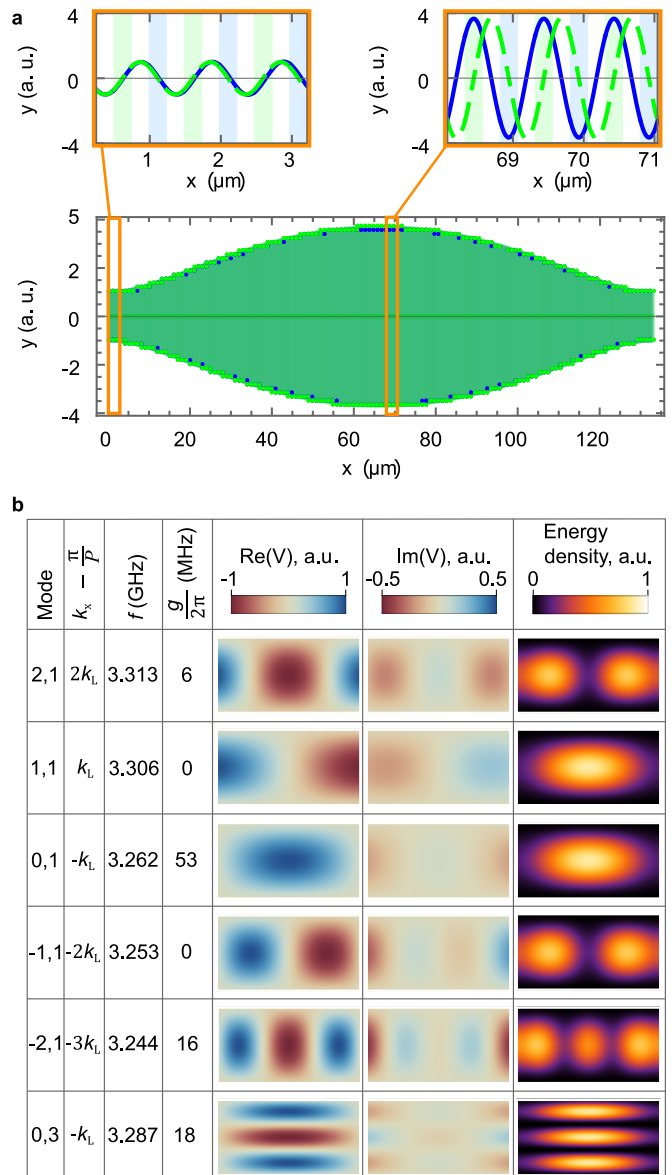 a
4
0
-4
y (a. u.)
1
2
3
x (μm)
4
0
-4
y (a. u.)
69
70
71
x (μm)
5
2
0
-2
-4
y (a. u.)
0
20
40
60
80
100
120
x (μm)
b
Mode
kₓ − π/P
f (GHz)
g/2π (MHz)
Re(V), a.u.
-1 1
Im(V), a.u.
-0.5 0.5
Energy
density, a.u.
0 1
2,1 2k_L 3.313 6
1,1 k_L 3.306 0
0,1 -k_L 3.262 53
-1,1 -2k_L 3.253 0
-2,1 -3k_L 3.244 16
0,3 -k_L 3.287 18